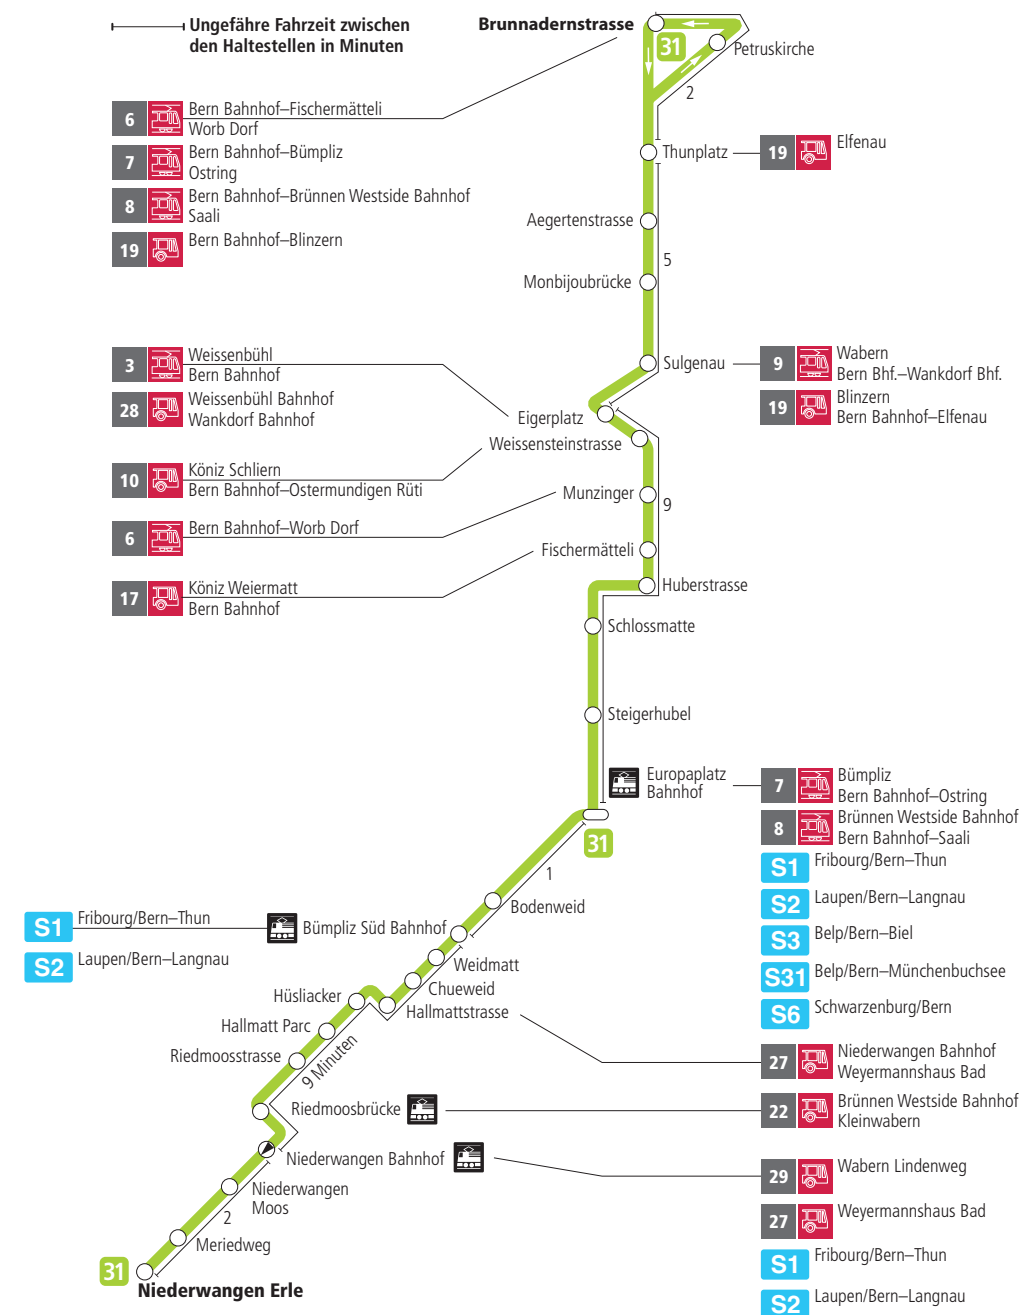 Ungefähre Fahrzeit zwischen
den Haltestellen in Minuten
Brunnadernstrasse
31
Petruskirche
2
6
Bern Bahnhof–Fischermätteli
Worb Dorf
7
Bern Bahnhof–Bümpliz
Ostring
8
Bern Bahnhof–Brünnen Westside Bahnhof
Saali
19
Bern Bahnhof–Blinzern
Thunplatz
19
Elfenau
Aegertenstrasse
5
Monbijoubrücke
Sulgenau
9
Wabern
Bern Bhf.–Wankdorf Bhf.
19
Blinzern
Bern Bahnhof–Elfenau
3
Weissenbühl
Bern Bahnhof
28
Weissenbühl Bahnhof
Wankdorf Bahnhof
Eigerplatz
Weissensteinstrasse
10
Köniz Schliern
Bern Bahnhof–Ostermundigen Rüti
Munzinger
9
6
Bern Bahnhof–Worb Dorf
Fischermätteli
17
Köniz Weiermatt
Bern Bahnhof
Huberstrasse
Schlossmatte
Steigerhubel
Europaplatz
Bahnhof
31
7
Bümpliz
Bern Bahnhof–Ostring
8
Brünnen Westside Bahnhof
Bern Bahnhof–Saali
S1
Fribourg/Bern–Thun
S2
Laupen/Bern–Langnau
S3
Belp/Bern–Biel
S31
Belp/Bern–Münchenbuchsee
S6
Schwarzenburg/Bern
1
Bodenweid
S1
Fribourg/Bern–Thun
S2
Laupen/Bern–Langnau
Bümpliz Süd Bahnhof
Weidmatt
Chueweid
Hallmattstrasse
27
Niederwangen Bahnhof
Weyermannshaus Bad
Hüsliacker
Hallmatt Parc
Riedmoosstrasse
9 Minuten
Riedmoosbrücke
22
Brünnen Westside Bahnhof
Kleinwabern
Niederwangen Bahnhof
29
Wabern Lindenweg
27
Weyermannshaus Bad
S1
Fribourg/Bern–Thun
S2
Laupen/Bern–Langnau
Niederwangen
Moos
2
Meriedweg
31
Niederwangen Erle